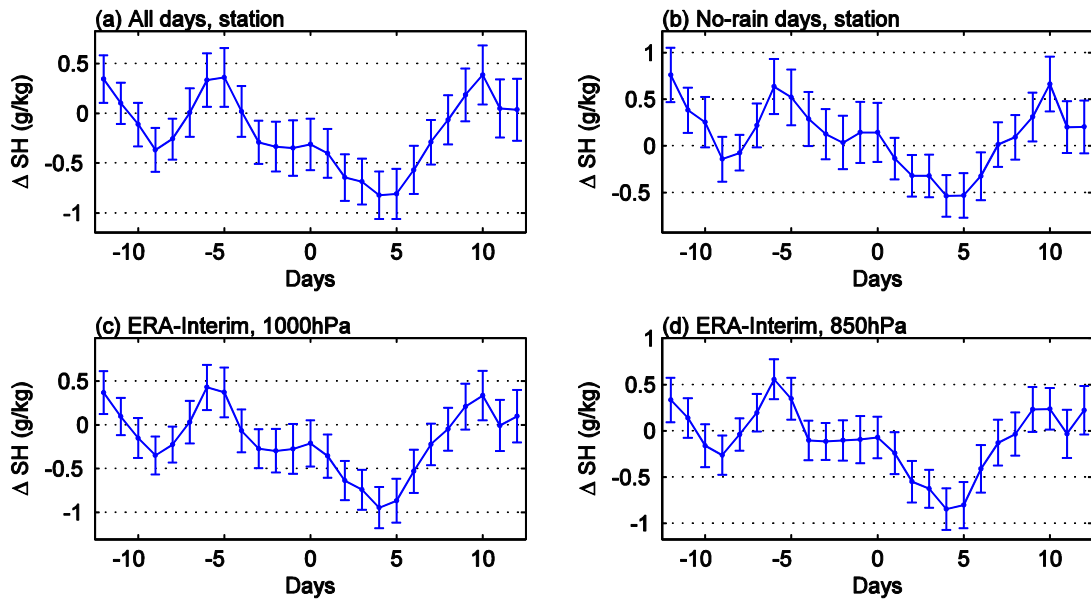 (a) All days, station
Δ SH (g/kg)
0.5
0
-0.5
-1
-10 -5 0 5 10
Days
(b) No-rain days, station
Δ SH (g/kg)
1
0.5
0
-0.5
-10 -5 0 5 10
Days
(c) ERA-Interim, 1000hPa
Δ SH (g/kg)
0.5
0
-0.5
-1
-10 -5 0 5 10
Days
(d) ERA-Interim, 850hPa
Δ SH (g/kg)
1
0.5
0
-0.5
-1
-10 -5 0 5 10
Days